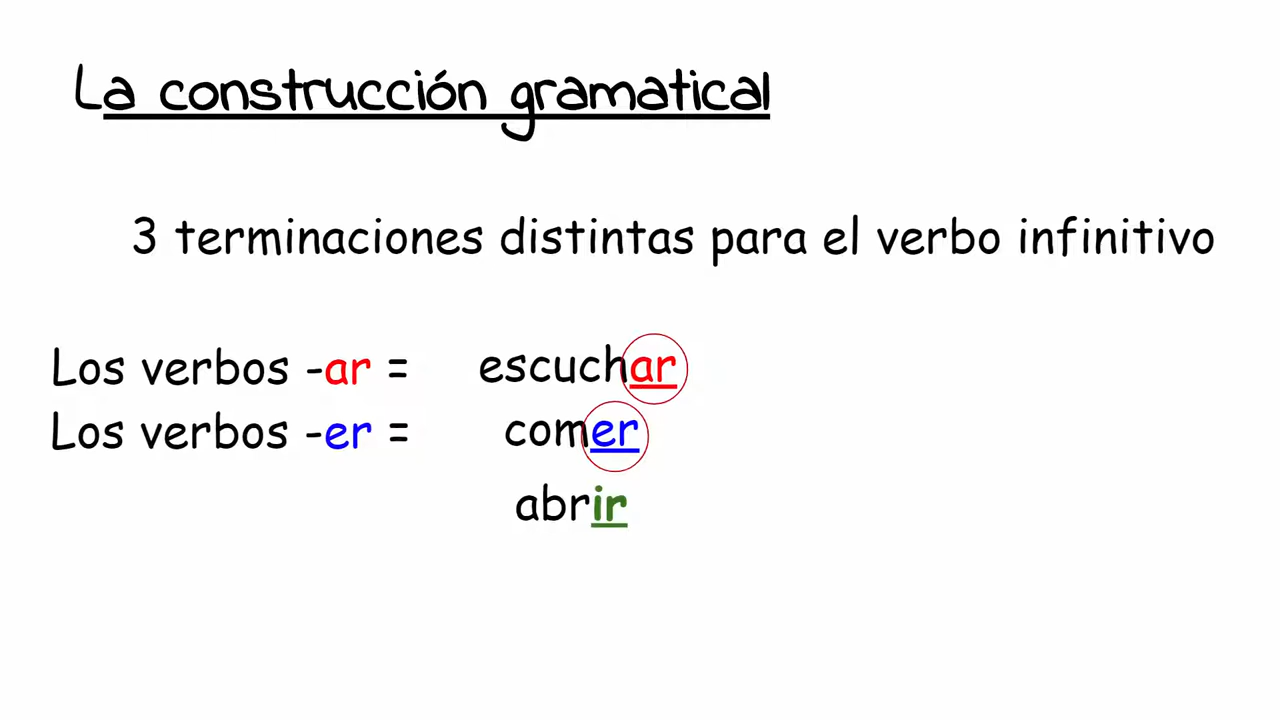 La construcción gramatical
3 terminaciones distintas para el verbo infinitivo
Los verbos -ar = escuchar
Los verbos -er = comer
abrir